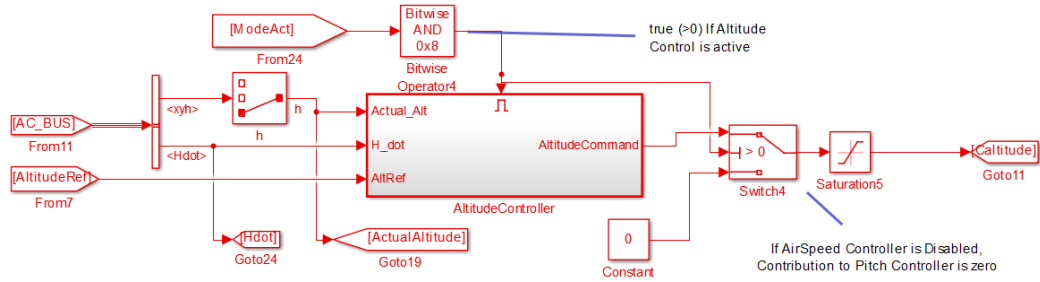 [ModeAct]
From24
Bitwise
AND
0x8
Bitwise
Operator4
true (>0) If Altitude
Control is active
[AC_BUS]
From11
<xyh>
<Hdot>
h
h
[AltitudeRef]
From7
Actual_Alt
H_dot
AltRef
AltitudeCommand
AltitudeController
> 0
Switch4
Saturation5
[Caltitude]
Goto11
[Hdot]
Goto24
[ActualAltitude]
Goto19
0
Constant
If AirSpeed Controller is Disabled,
Contribution to Pitch Controller is zero